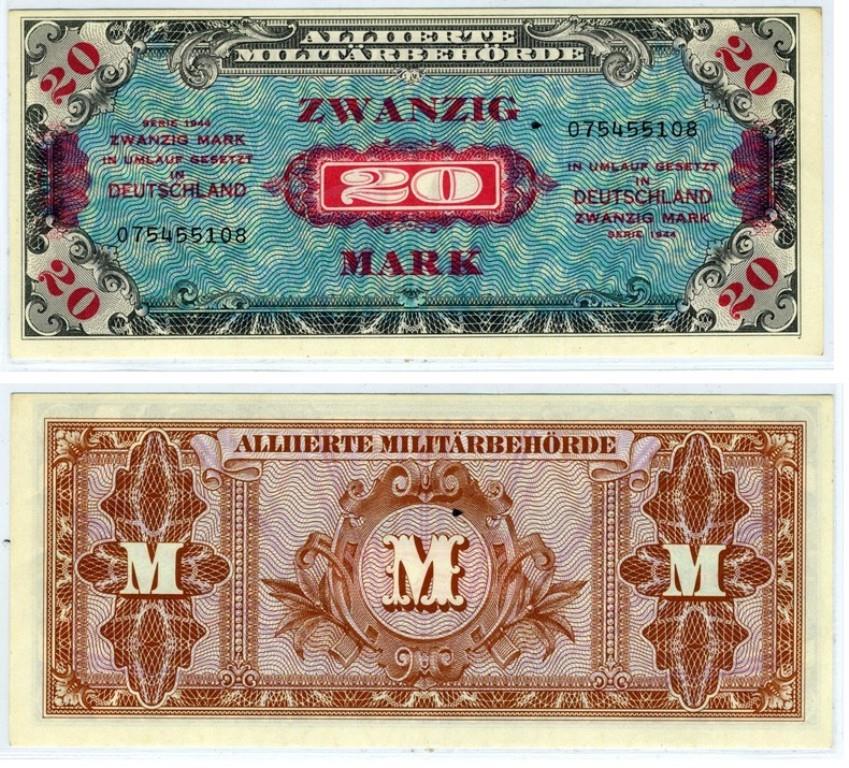 ALLIIERTE
MILITÄRBEHÖRDE
20
20
ZWANZIG
SERIE 1944
ZWANZIG MARK
IN UMLAUF GESETZT
IN
DEUTSCHLAND
075455108
20
075455108
IN UMLAUF GESETZT
IN
DEUTSCHLAND
ZWANZIG MARK
SERIE 1944
MARK
20
20
ALLIIERTE MILITÄRBEHÖRDE
M
M
M